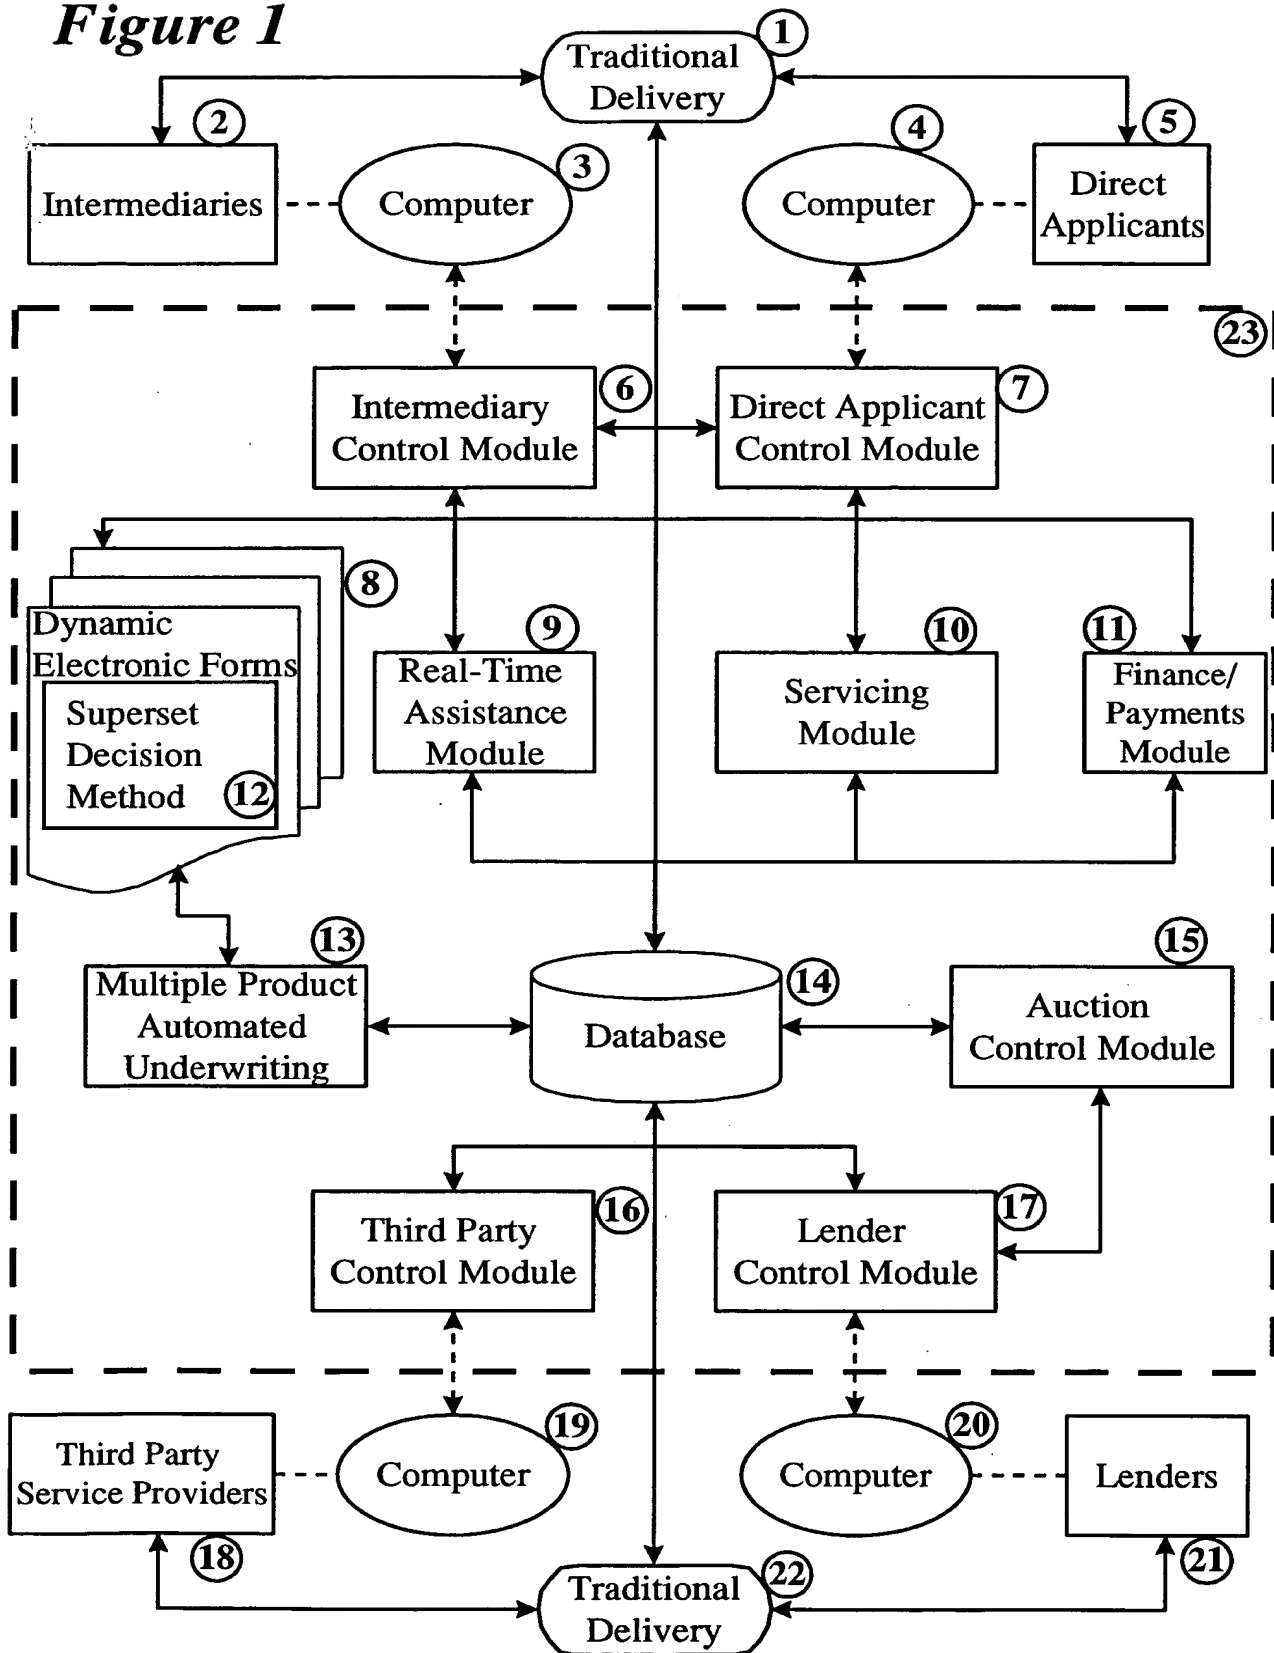 Figure 1
1
Traditional
Delivery
2
Intermediaries
3
Computer
4
Computer
5
Direct
Applicants
23
6
Intermediary
Control Module
7
Direct Applicant
Control Module
8
Dynamic
Electronic Forms
Superset
Decision
Method
12
9
Real-Time
Assistance
Module
10
Servicing
Module
11
Finance/
Payments
Module
13
Multiple Product
Automated
Underwriting
14
Database
15
Auction
Control Module
16
Third Party
Control Module
17
Lender
Control Module
Third Party
Service Providers
18
19
Computer
20
Computer
Lenders
21
22
Traditional
Delivery